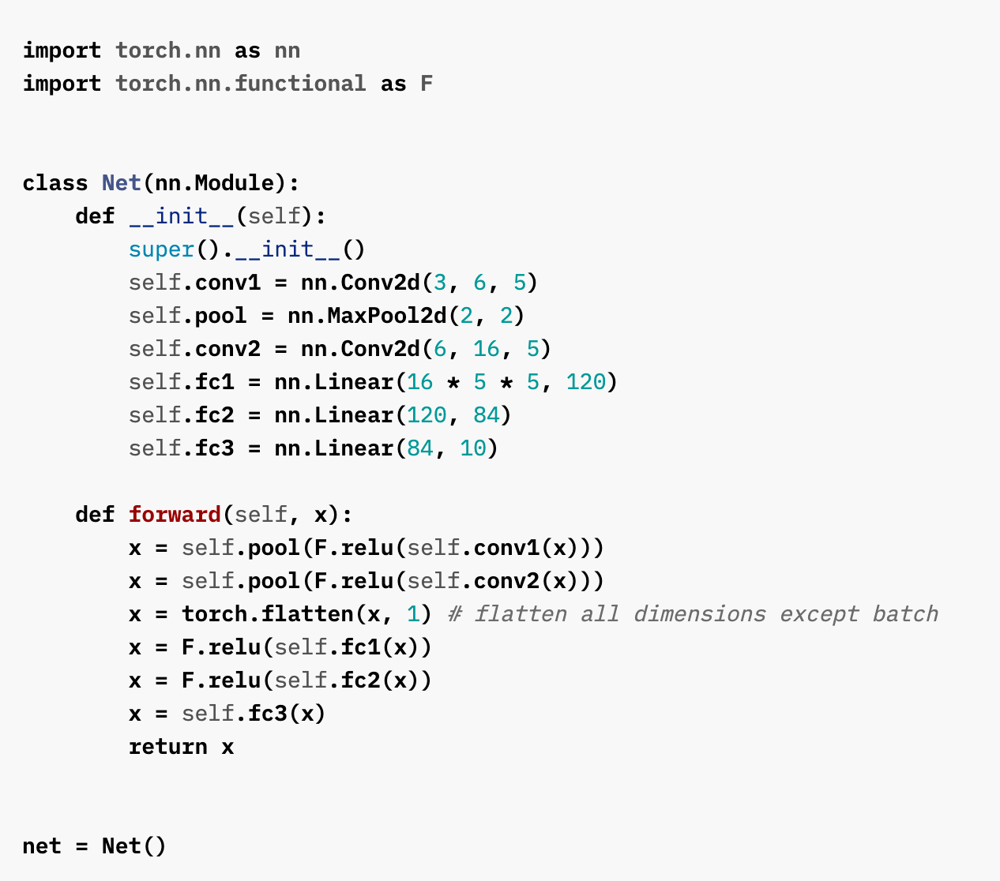 import torch.nn as nn
import torch.nn.functional as F
class Net(nn.Module):
    def __init__(self):
        super().__init__()
        self.conv1 = nn.Conv2d(3, 6, 5)
        self.pool = nn.MaxPool2d(2, 2)
        self.conv2 = nn.Conv2d(6, 16, 5)
        self.fc1 = nn.Linear(16 * 5 * 5, 120)
        self.fc2 = nn.Linear(120, 84)
        self.fc3 = nn.Linear(84, 10)
    def forward(self, x):
        x = self.pool(F.relu(self.conv1(x)))
        x = self.pool(F.relu(self.conv2(x)))
        x = torch.flatten(x, 1) # flatten all dimensions except batch
        x = F.relu(self.fc1(x))
        x = F.relu(self.fc2(x))
        x = self.fc3(x)
        return x
net = Net()